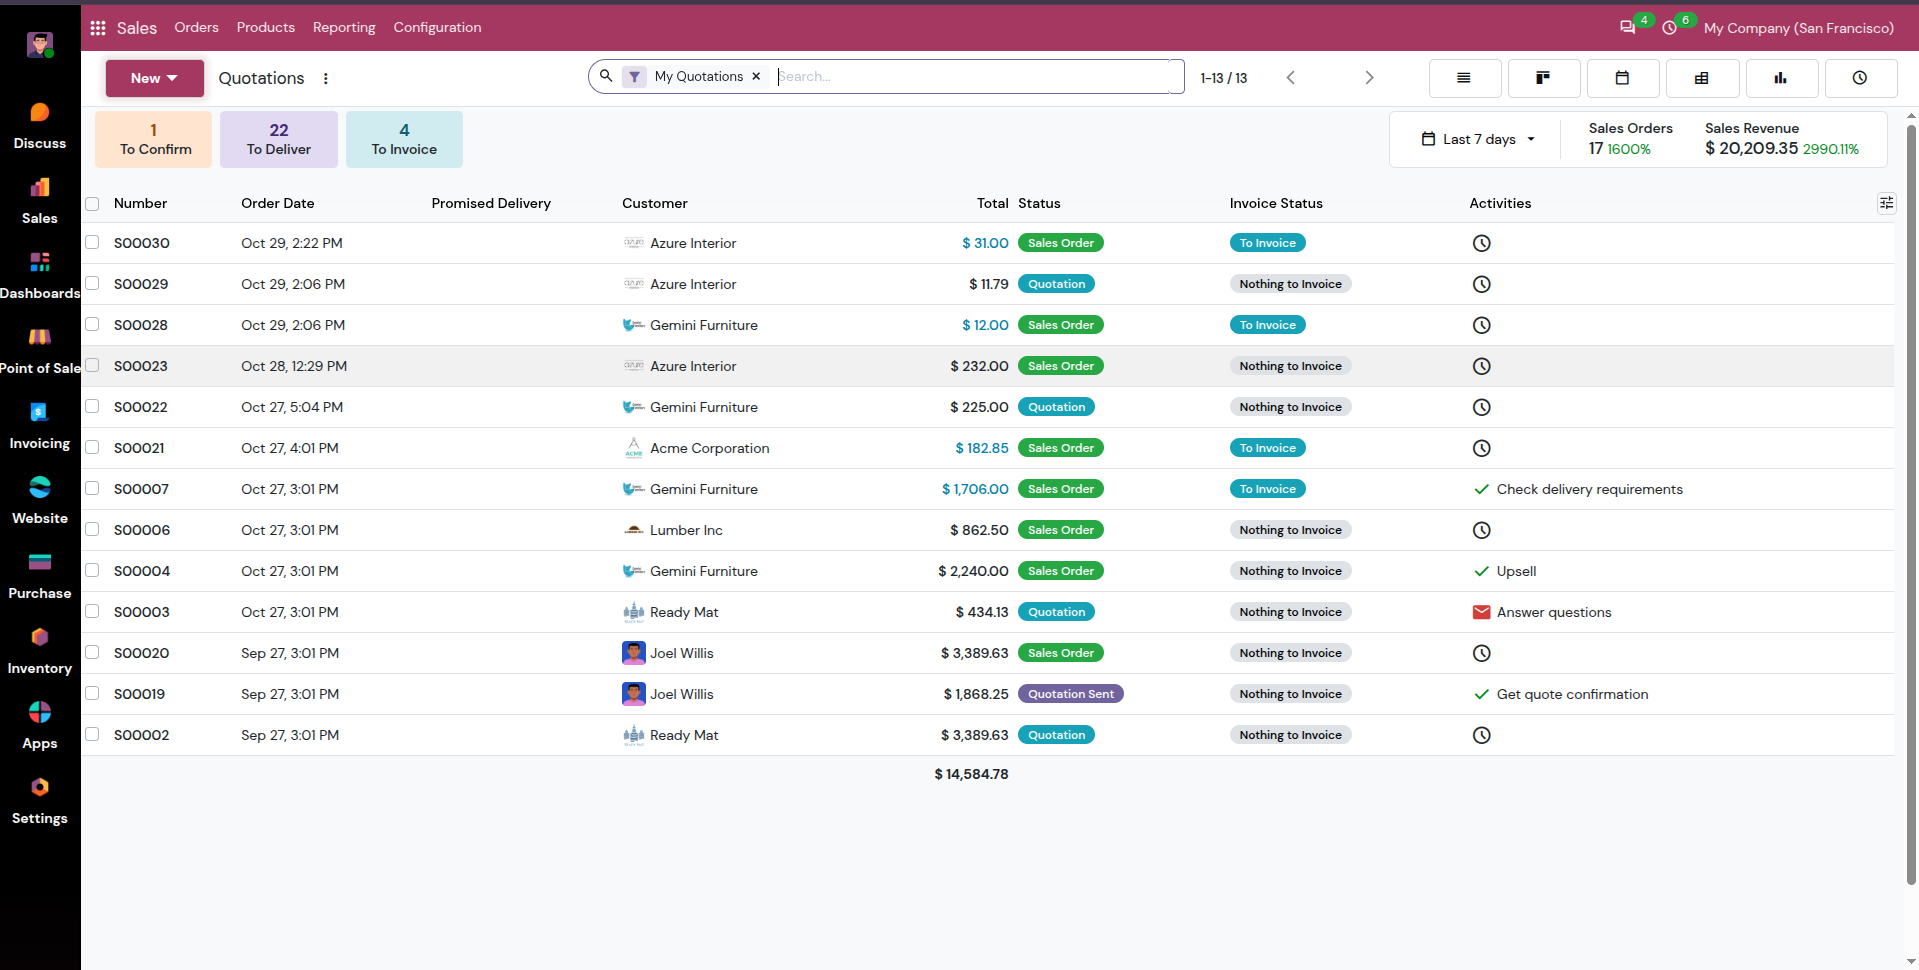 Sales Orders Products Reporting Configuration 4 6 My Company (San Francisco)
New Quotations My Quotations × Search... 1-13 / 13
1 To Confirm
22 To Deliver
4 To Invoice
Last 7 days
Sales Orders
17 1600%
Sales Revenue
$ 20,209.35 2990.11%
Discuss
Sales
Dashboards
Point of Sale
Invoicing
Website
Purchase
Inventory
Apps
Settings
Number Order Date Promised Delivery Customer Total Status Invoice Status Activities
S00030 Oct 29, 2:22 PM Azure Interior $ 31.00 Sales Order To Invoice
S00029 Oct 29, 2:06 PM Azure Interior $ 11.79 Quotation Nothing to Invoice
S00028 Oct 29, 2:06 PM Gemini Furniture $ 12.00 Sales Order To Invoice
S00023 Oct 28, 12:29 PM Azure Interior $ 232.00 Sales Order Nothing to Invoice
S00022 Oct 27, 5:04 PM Gemini Furniture $ 225.00 Quotation Nothing to Invoice
S00021 Oct 27, 4:01 PM ACME Acme Corporation $ 182.85 Sales Order To Invoice
S00007 Oct 27, 3:01 PM Gemini Furniture $ 1,706.00 Sales Order To Invoice Check delivery requirements
S00006 Oct 27, 3:01 PM Lumber Inc $ 862.50 Sales Order Nothing to Invoice
S00004 Oct 27, 3:01 PM Gemini Furniture $ 2,240.00 Sales Order Nothing to Invoice Upsell
S00003 Oct 27, 3:01 PM Ready Mat $ 434.13 Quotation Nothing to Invoice Answer questions
S00020 Sep 27, 3:01 PM Joel Willis $ 3,389.63 Sales Order Nothing to Invoice
S00019 Sep 27, 3:01 PM Joel Willis $ 1,868.25 Quotation Sent Nothing to Invoice Get quote confirmation
S00002 Sep 27, 3:01 PM Ready Mat $ 3,389.63 Quotation Nothing to Invoice
$ 14,584.78